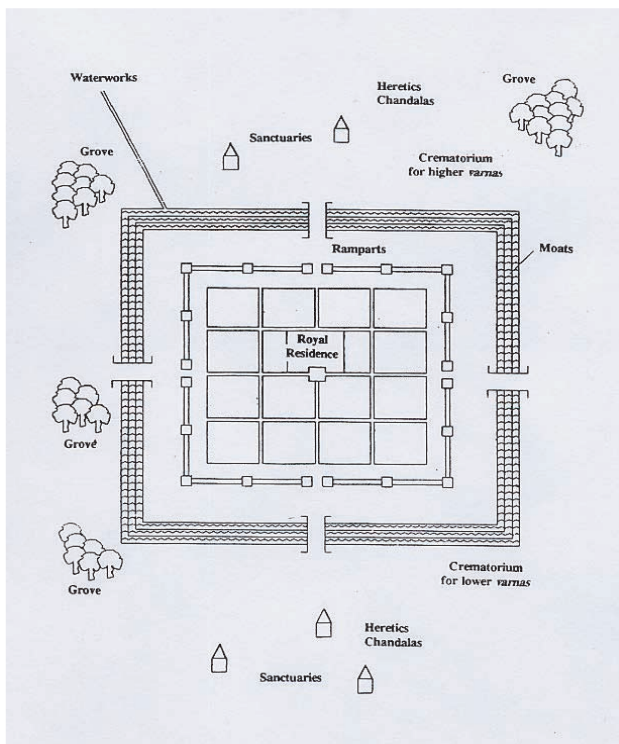 Waterworks
Heretics
Chandalas
Grove
Sanctuaries
Grove
Crematorium
for higher varnas
Ramparts
Moats
Royal
Residence
Grove
Grove
Crematorium
for lower varnas
Heretics
Chandalas
Sanctuaries